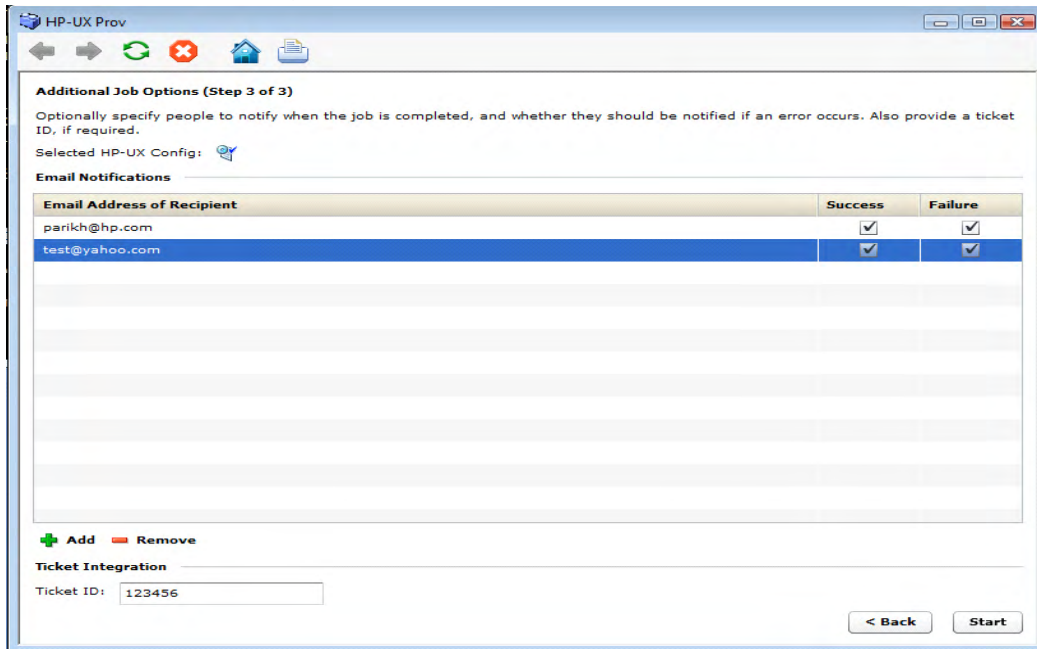 HP-UX Prov
Additional Job Options (Step 3 of 3)
Optionally specify people to notify when the job is completed, and whether they should be notified if an error occurs. Also provide a ticket
ID, if required.
Selected HP-UX Config:
Email Notifications
Email Address of Recipient Success Failure
parikh@hp.com
test@yahoo.com
Add Remove
Ticket Integration
Ticket ID: 123456
< Back Start